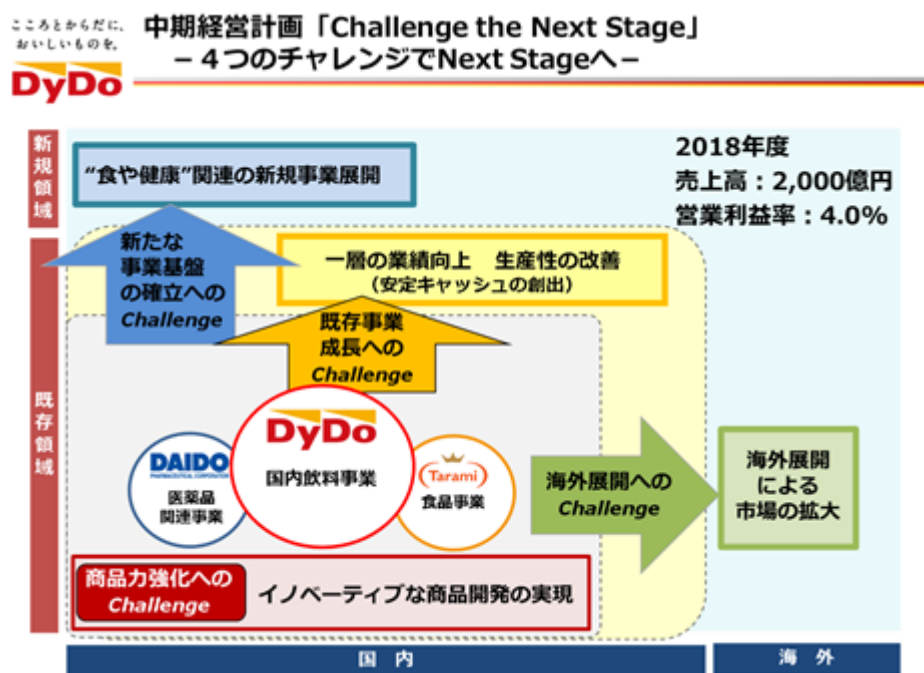 こころとからだに、
おいしいものを。
DyDo
中期経営計画「Challenge the Next Stage」
－４つのチャレンジでNext Stageへ－
新規領域
“食や健康”関連の新規事業展開
2018年度
売上高：2,000億円
営業利益率：4.0%
新たな
事業基盤
の確立への
Challenge
一層の業績向上　生産性の改善
（安定キャッシュの創出）
既存事業
成長への
Challenge
既存領域
DyDo
国内飲料事業
DAIDO
PHARMACEUTICAL CORPORATION
医薬品
関連事業
Tarami
食品事業
海外展開への
Challenge
海外展開
による
市場の拡大
商品力強化への
Challenge
イノベーティブな商品開発の実現
国　内
海　外